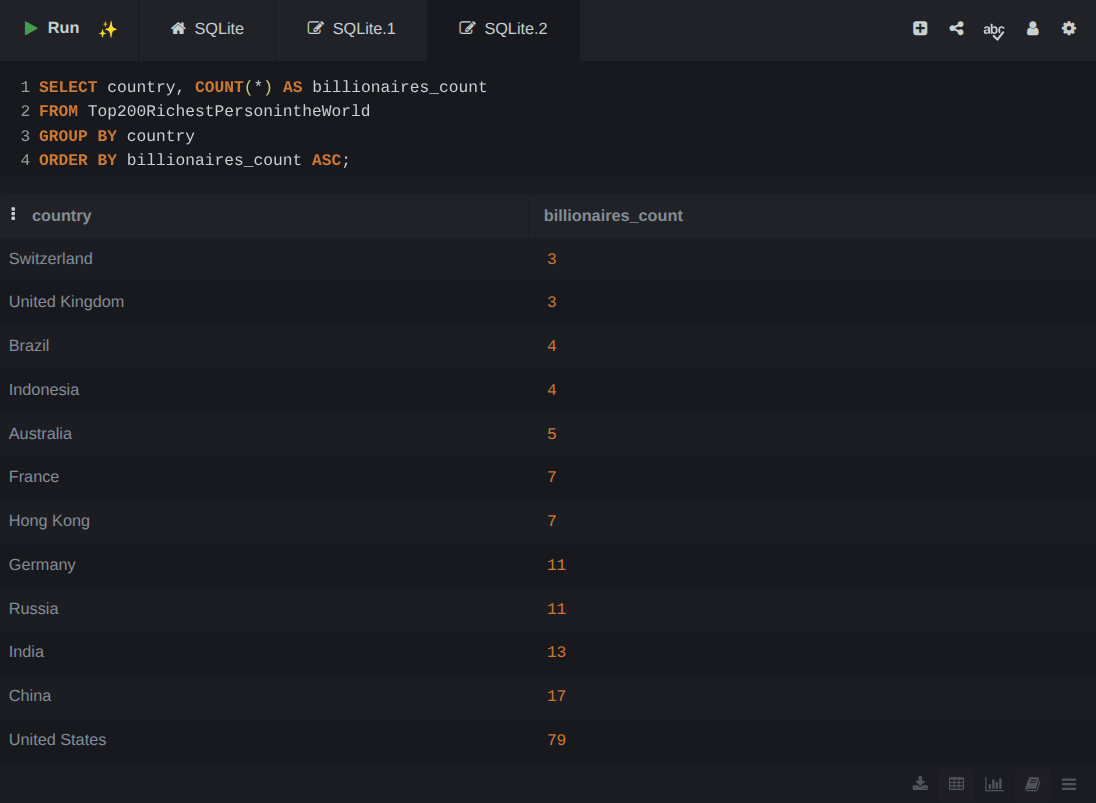 Run SQLite SQLite.1 SQLite.2 abc
1 SELECT country, COUNT(*) AS billionaires_count
2 FROM Top200RichestPersonintheWorld
3 GROUP BY country
4 ORDER BY billionaires_count ASC;
country billionaires_count
Switzerland 3
United Kingdom 3
Brazil 4
Indonesia 4
Australia 5
France 7
Hong Kong 7
Germany 11
Russia 11
India 13
China 17
United States 79